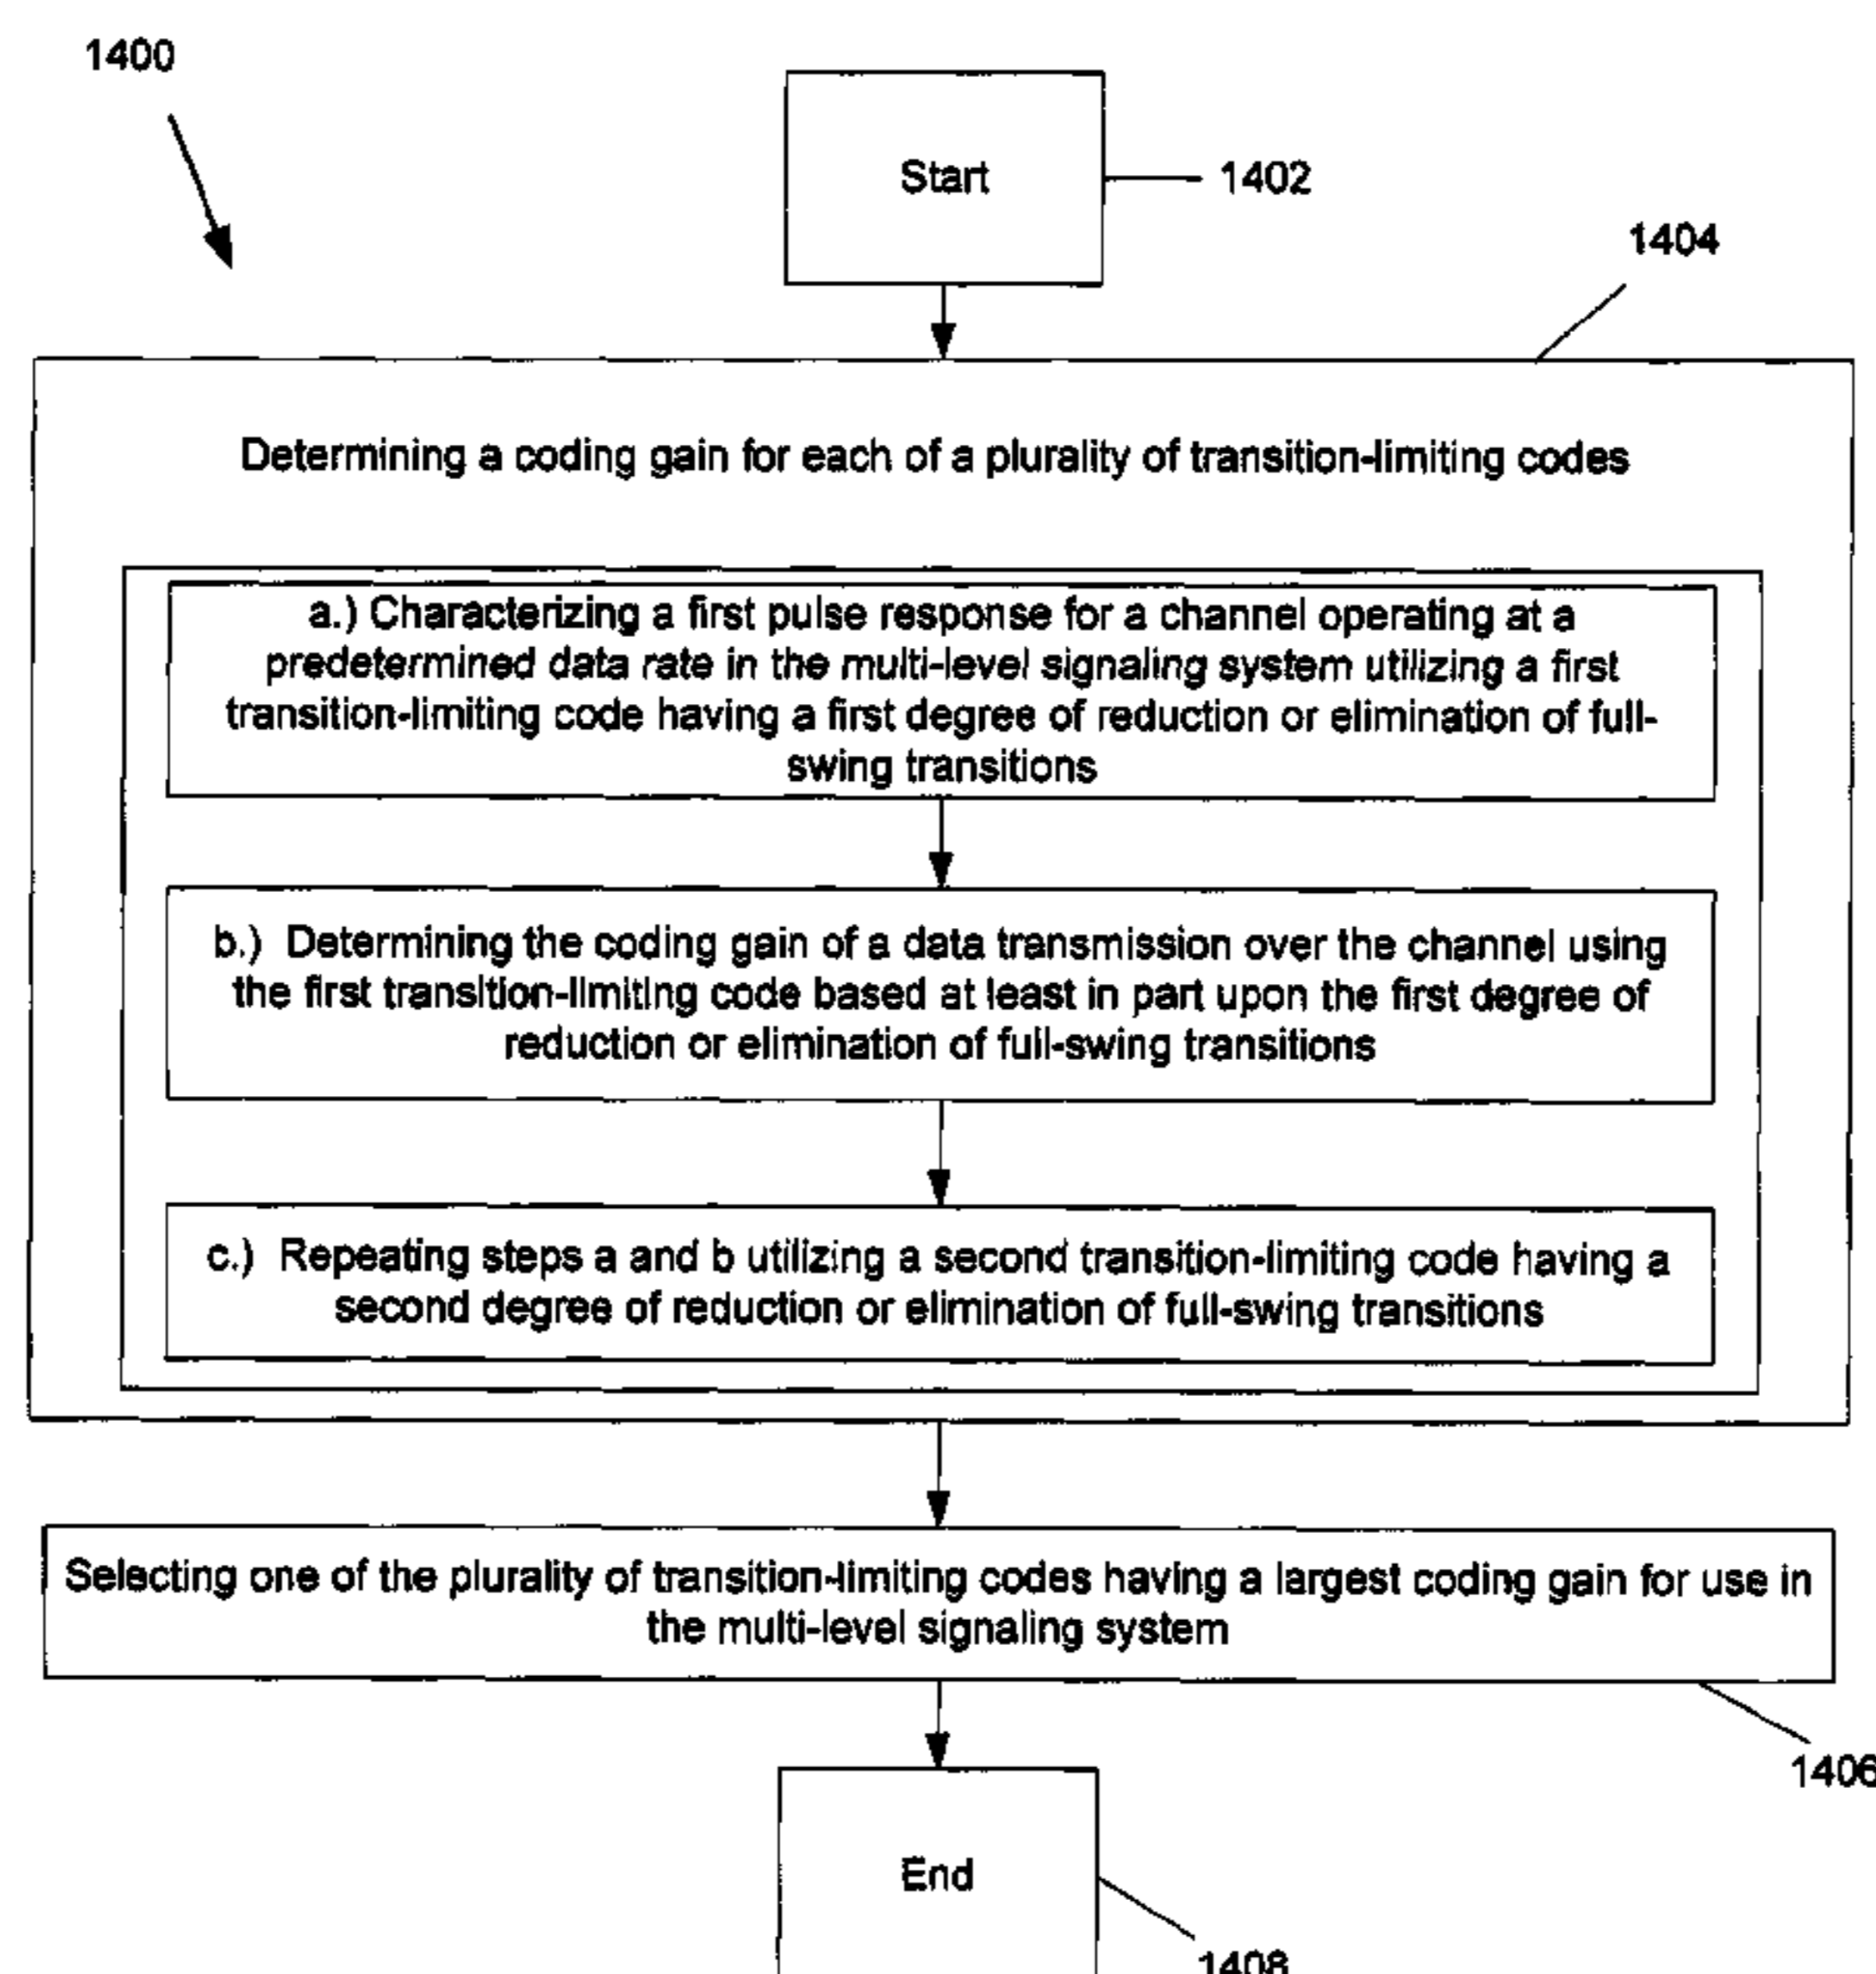 1400
Start
1402
1404
Determining a coding gain for each of a plurality of transition-limiting codes
a.) Characterizing a first pulse response for a channel operating at a
predetermined data rate in the multi-level signaling system utilizing a first
transition-limiting code having a first degree of reduction or elimination of full-
swing transitions
b.) Determining the coding gain of a data transmission over the channel using
the first transition-limiting code based at least in part upon the first degree of
reduction or elimination of full-swing transitions
c.) Repeating steps a and b utilizing a second transition-limiting code having a
second degree of reduction or elimination of full-swing transitions
Selecting one of the plurality of transition-limiting codes having a largest coding gain for use in
the multi-level signaling system
1406
End
1408